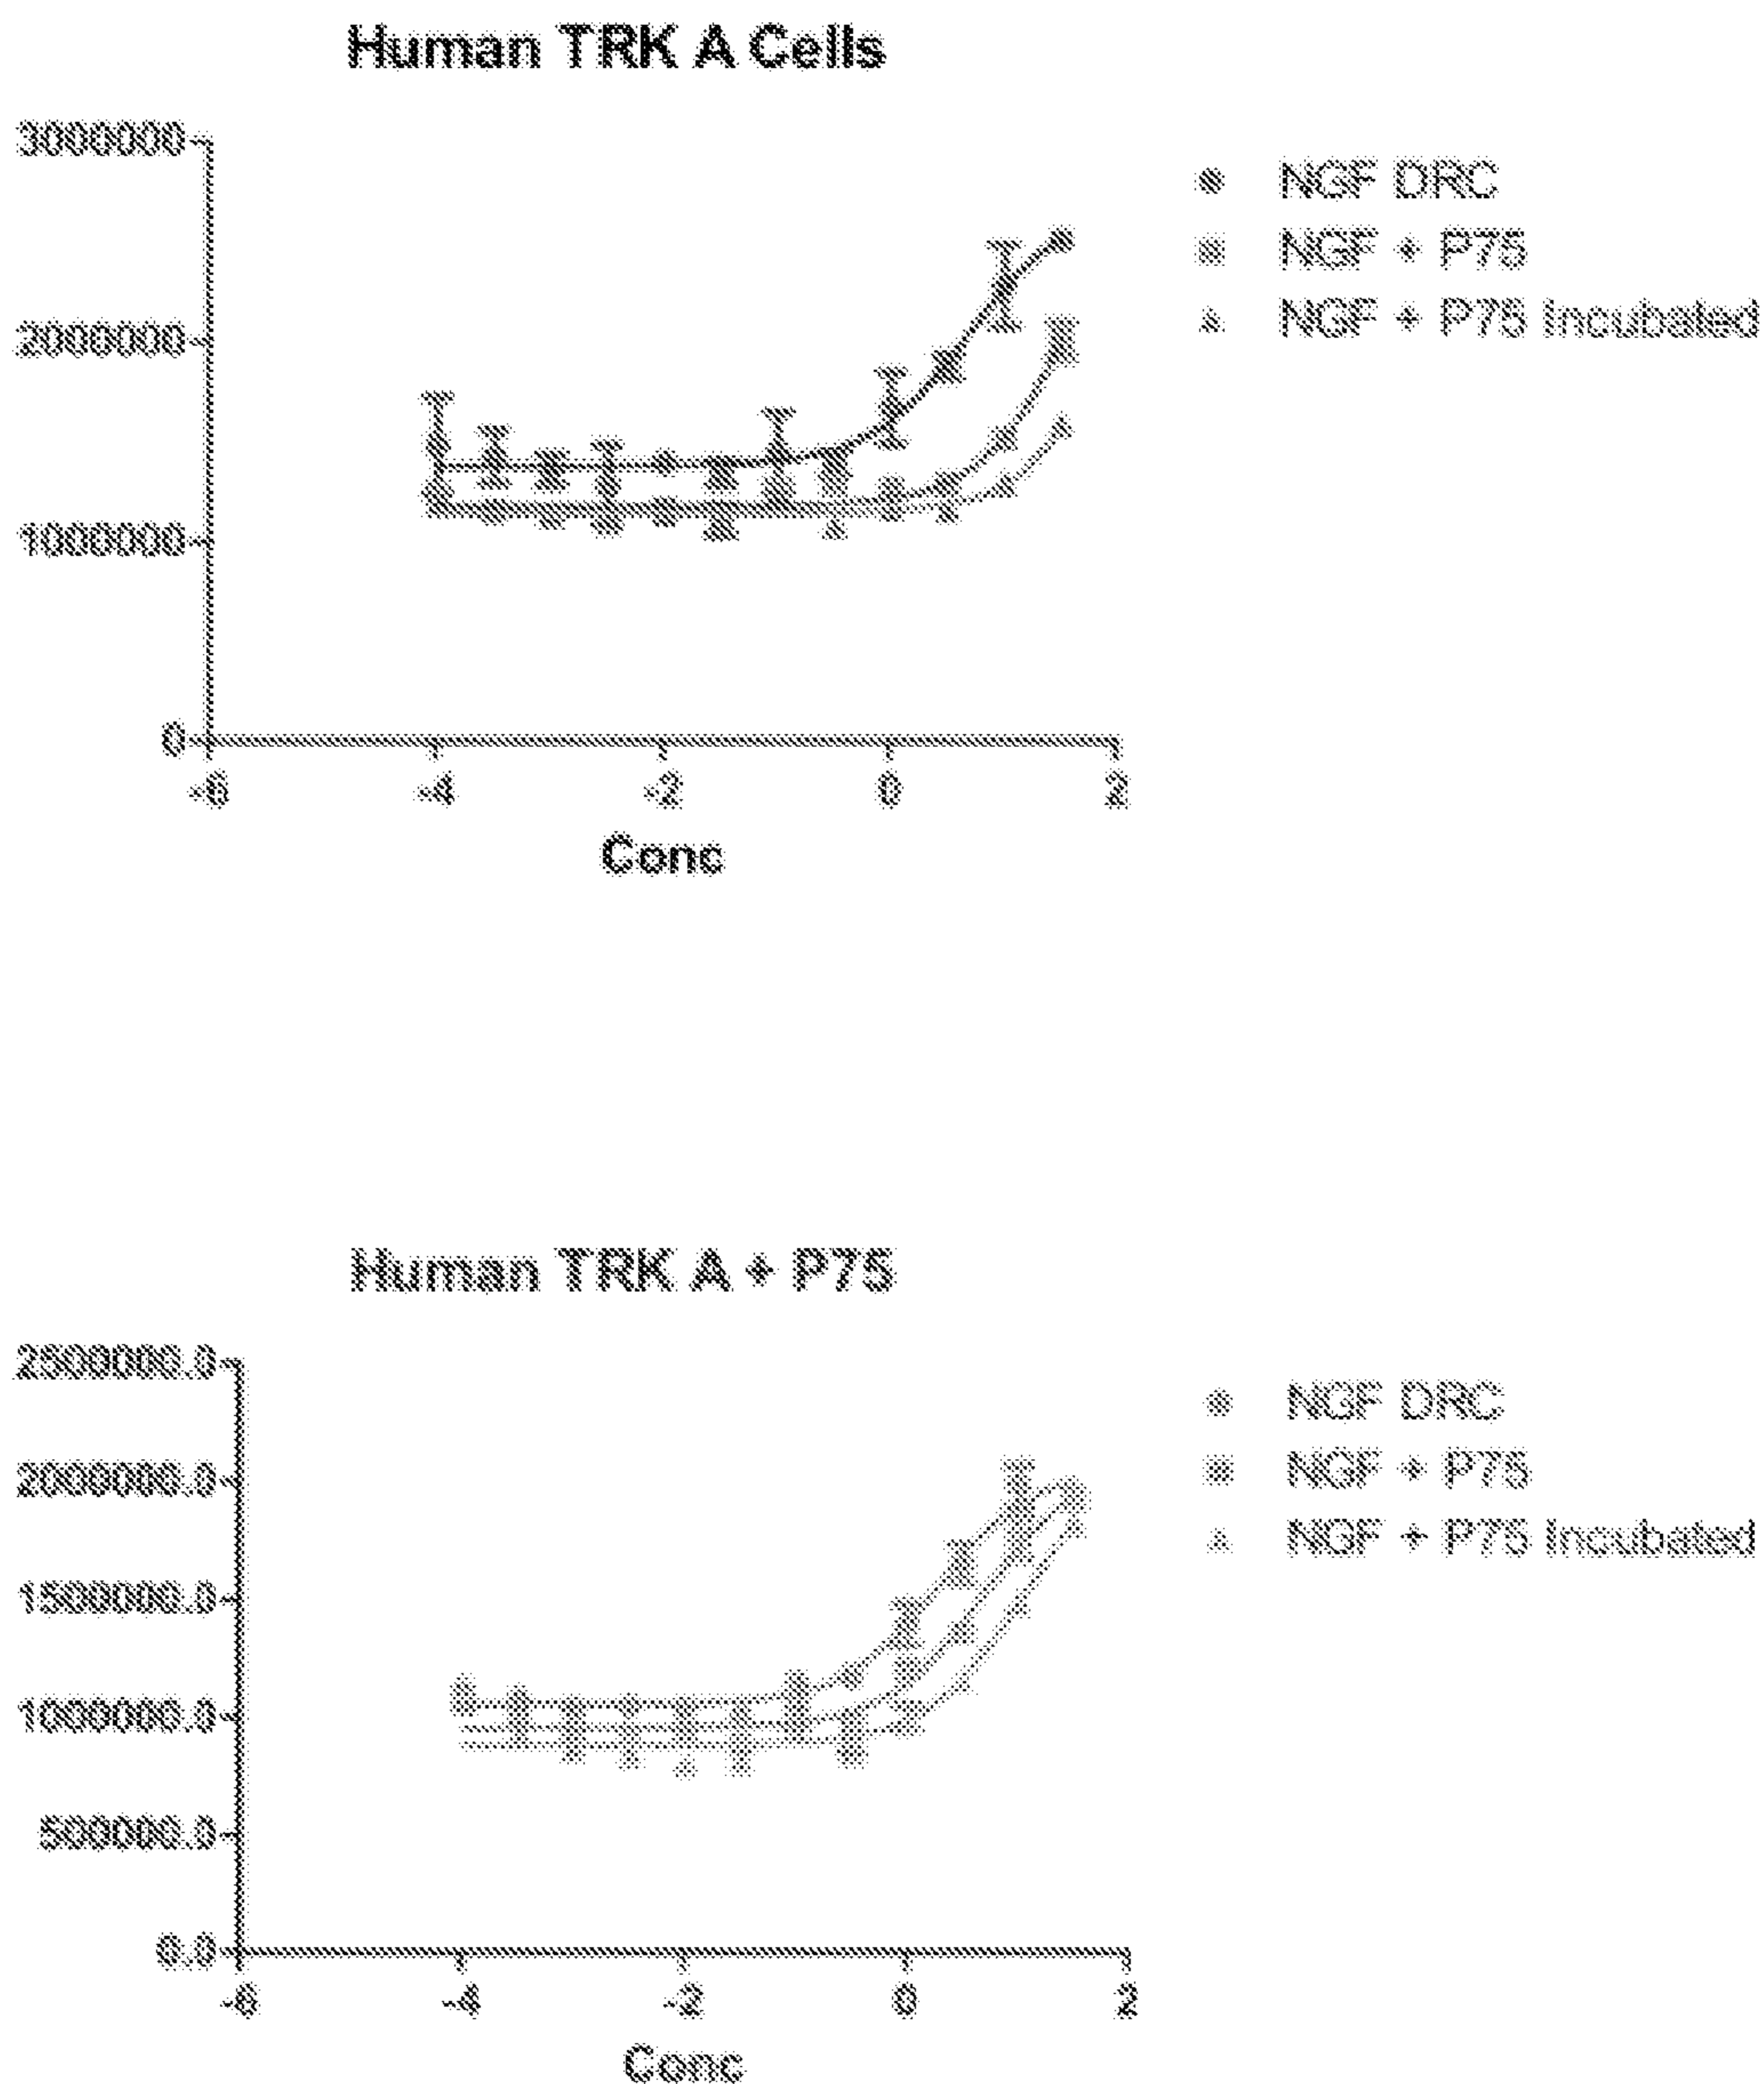 Human TRK A Cells
3000000
2000000
1000000
0
-6 -4 -2 0 2
Conc
NGF DRC
NGF + P75
NGF + P75 Incubated
Human TRK A + P75
2500000.0
2000000.0
1500000.0
1000000.0
500000.0
0.0
-6 -4 -2 0 2
Conc
NGF DRC
NGF + P75
NGF + P75 Incubated